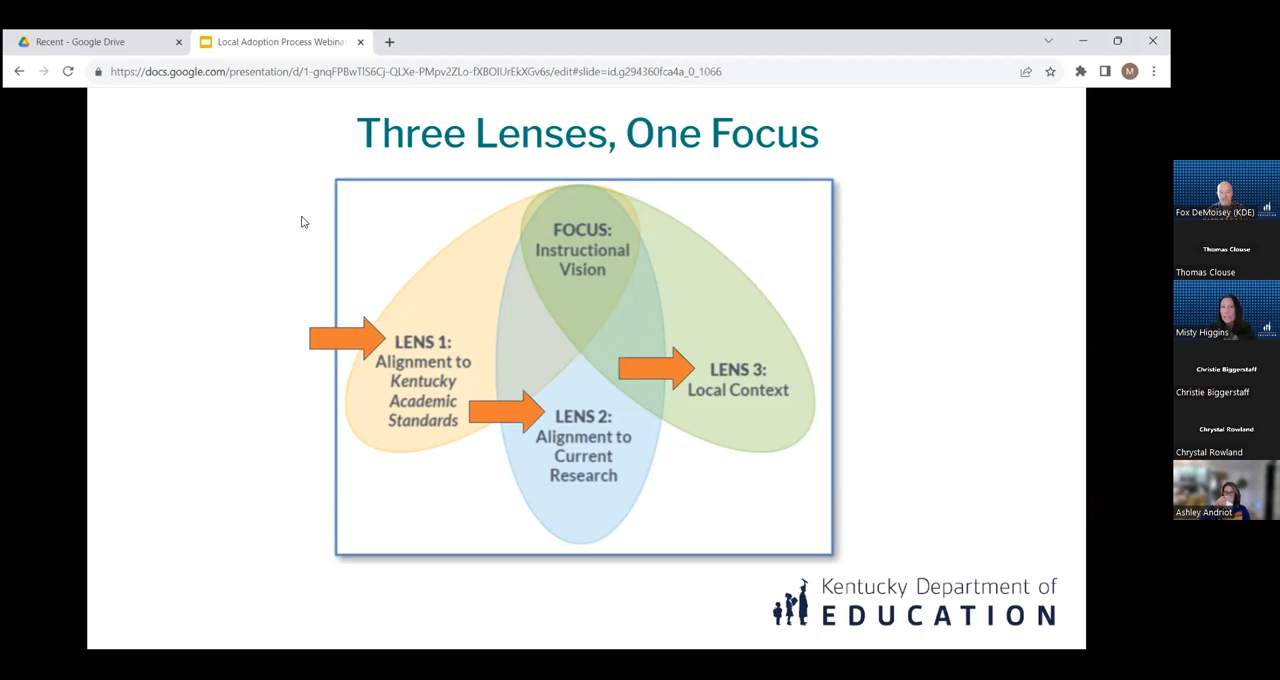 Recent - Google Drive
Local Adoption Process Webina
https://docs.google.com/presentation/d/1-gnqFPBwTlS6Cj-QLXe-PMpv2ZLo-fXBOIUrEkXGv6s/edit#slide=id.g294360fca4a_0_1066
M
Three Lenses, One Focus
FOCUS:
Instructional
Vision
LENS 1:
Alignment to
Kentucky
Academic
Standards
LENS 2:
Alignment to
Current
Research
LENS 3:
Local Context
Kentucky Department of
EDUCATION
Fox DeMoisey (KDE)
Thomas Clouse
Thomas Clouse
Misty Higgins
Christie Biggerstaff
Christie Biggerstaff
Chrystal Rowland
Chrystal Rowland
Ashley Andriot